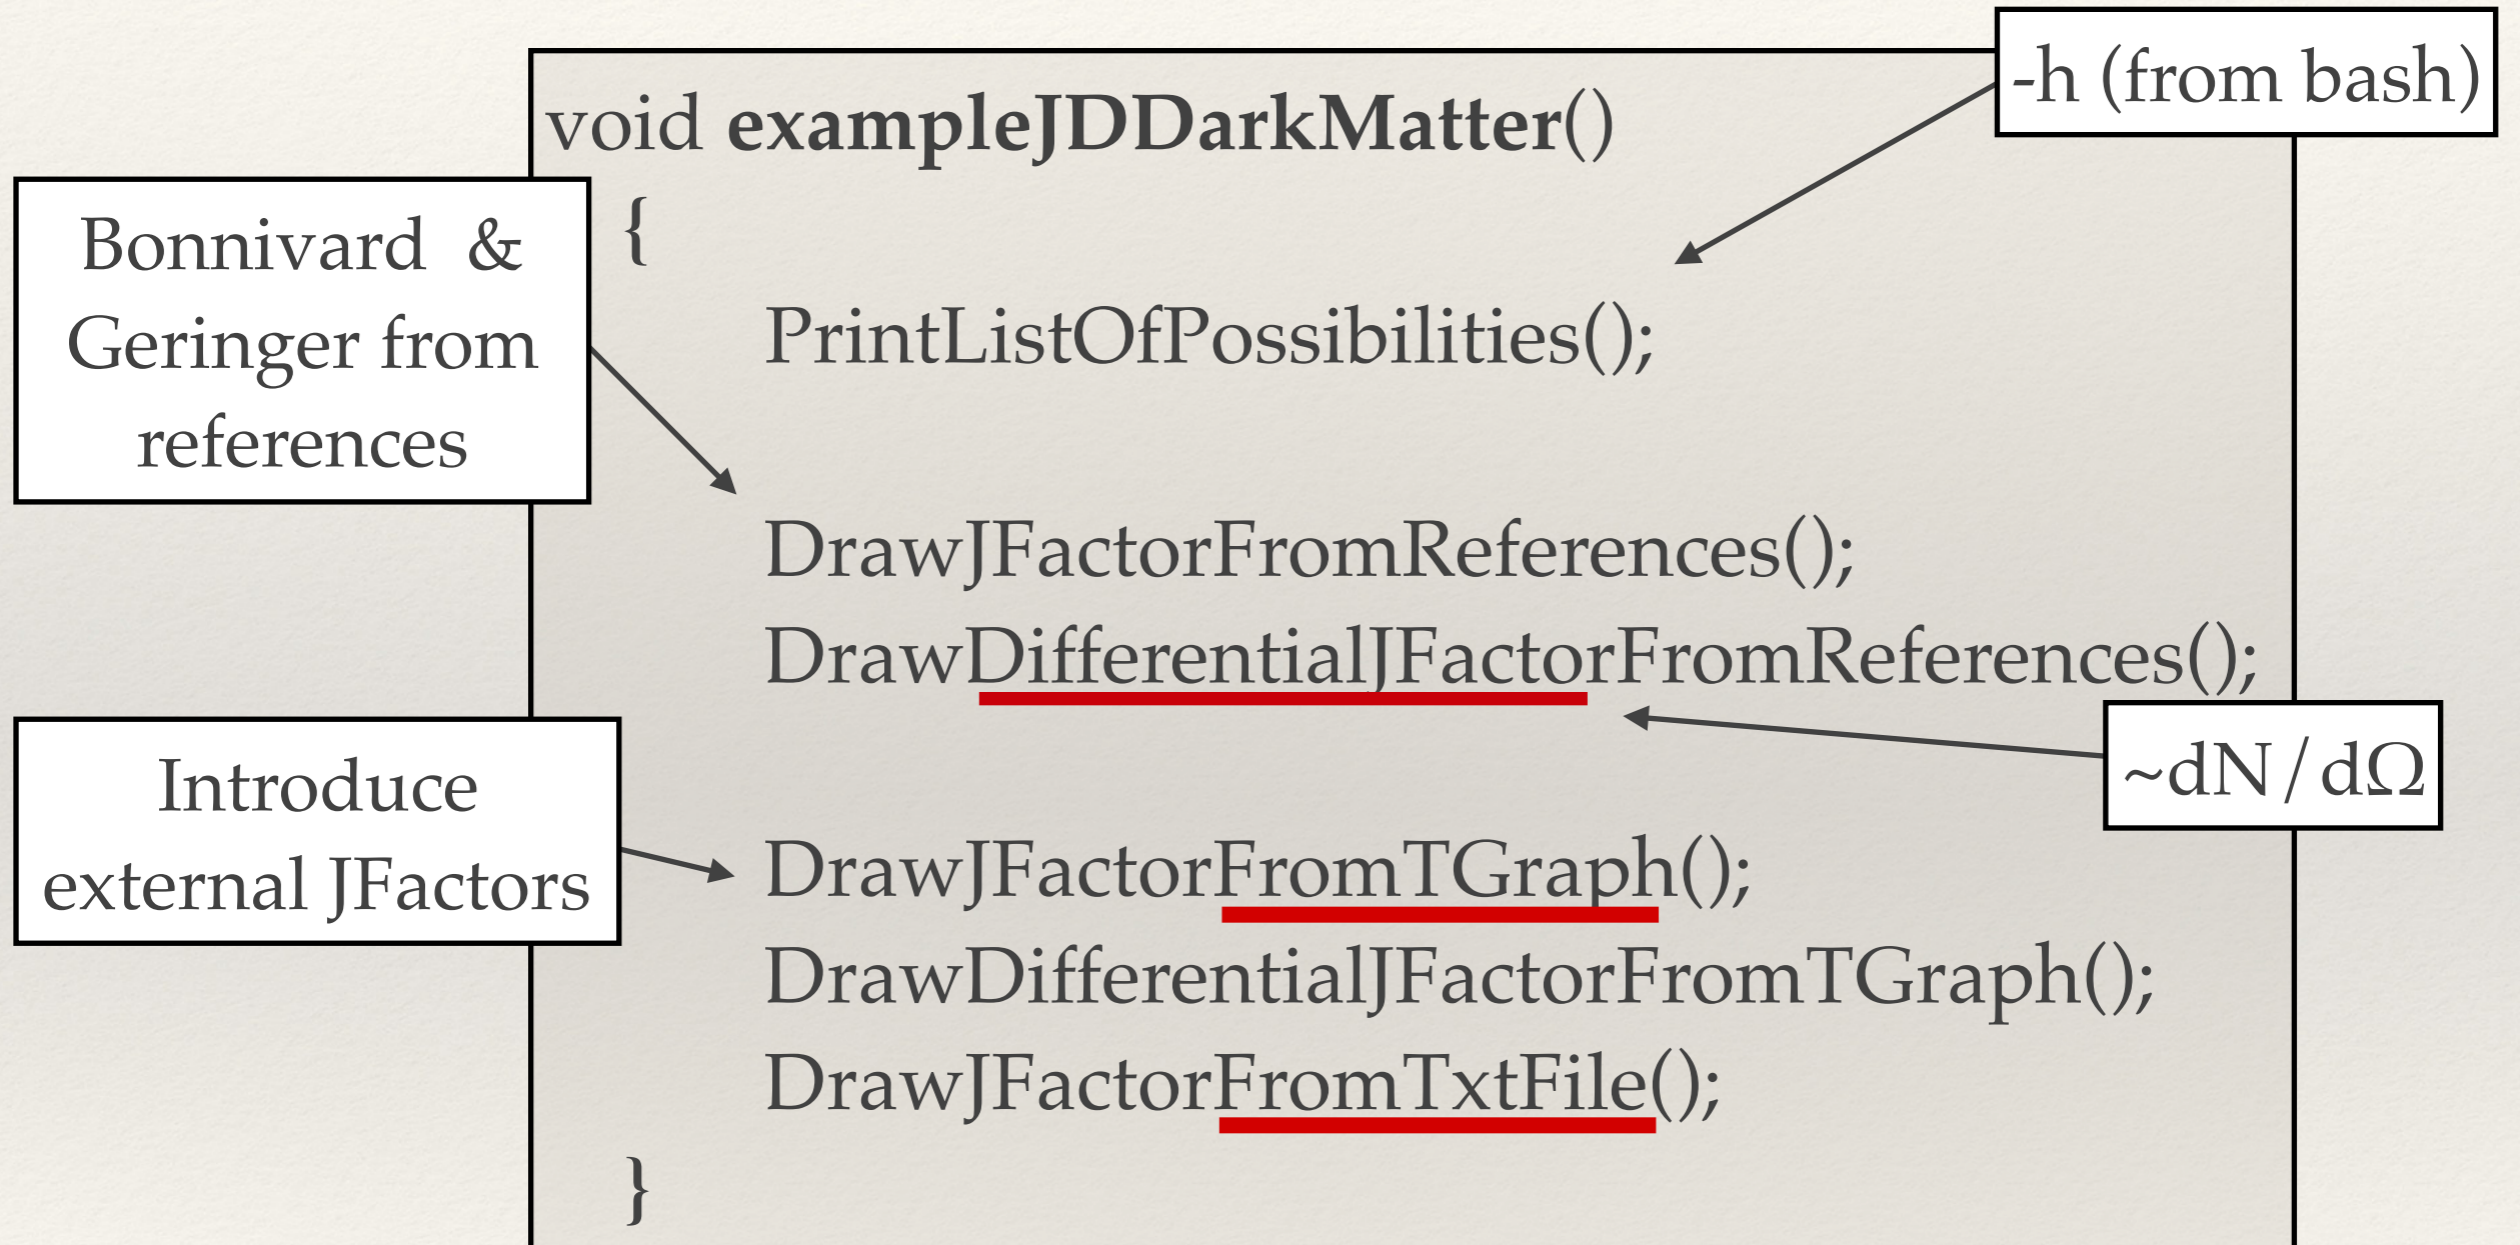 -h (from bash)
void exampleJDDarkMatter()
{
Bonnivard & 
Geringer from
references
PrintListOfPossibilities();
DrawJFactorFromReferences();
DrawDifferentialJFactorFromReferences();
~dN/dΩ
Introduce
external JFactors
DrawJFactorFromTGraph();
DrawDifferentialJFactorFromTGraph();
DrawJFactorFromTxtFile();
}